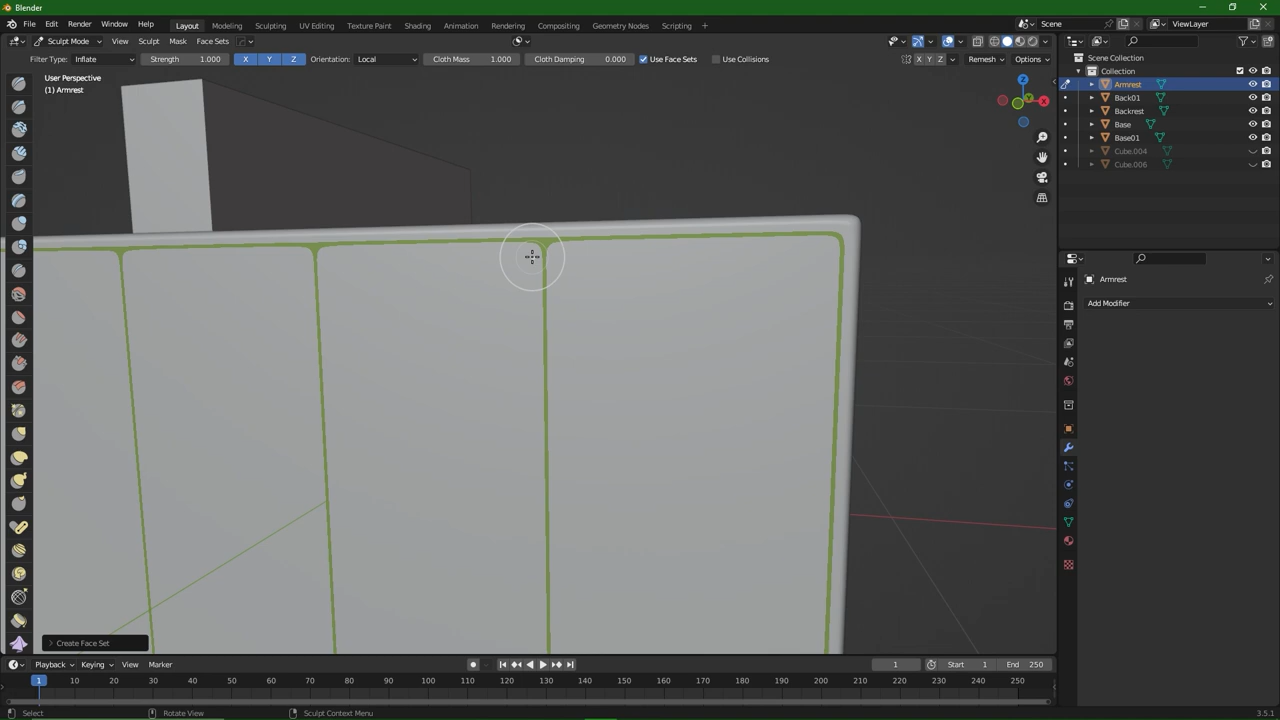 Blender
File Edit Render Window Help Layout Modeling Sculpting UV Editing Texture Paint Shading Animation Rendering Compositing Geometry Nodes Scripting + Scene ViewLayer
Sculpt Mode View Sculpt Mask Face Sets
Filter Type: Inflate Strength 1.000 X Y Z Orientation: Local Cloth Mass 1.000 Cloth Damping 0.000 Use Face Sets Use Collisions X Y Z Remesh Options
User Perspective
(1) Armrest
Z
X
Y
Scene Collection
Collection
Armrest
Back01
Backrest
Base
Base01
Cube.004
Cube.006
Armrest
Add Modifier
Create Face Set
Playback Keying View Marker 1 Start 1 End 250
1 10 20 30 40 50 60 70 80 90 100 110 120 130 140 150 160 170 180 190 200 210 220 230 240 250
Select Rotate View Sculpt Context Menu 3.5.1